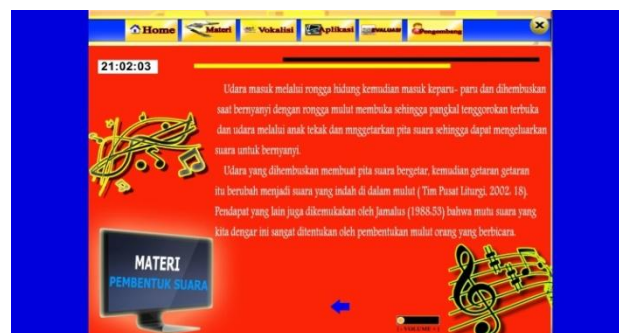 Home Materi Vokalisi Aplikasi EVALUASI Pengembang
21:02:03
Udara masuk melalui rongga hidung kemudian masuk keparu- paru dan dihembuskan
saat bernyanyi dengan rongga mulut membuka sehingga pangkal tenggorokan terbuka
dan udara melalui anak tekak dan mnggetarkan pita suara sehingga dapat mengeluarkan
suara untuk bernyanyi.
Udara yang dihembuskan membuat pita suara bergetar, kemudian getaran getaran
itu berubah menjadi suara yang indah di dalam mulut ( Tim Pusat Liturgi, 2002. 18).
Pendapat yang lain juga dikemukakan oleh Jamalus (1988.53) bahwa mutu suara yang
kita dengar ini sangat ditentukan oleh pembentukan mulut orang yang berbicara.
MATERI
PEMBENTUK SUARA
VOLUME